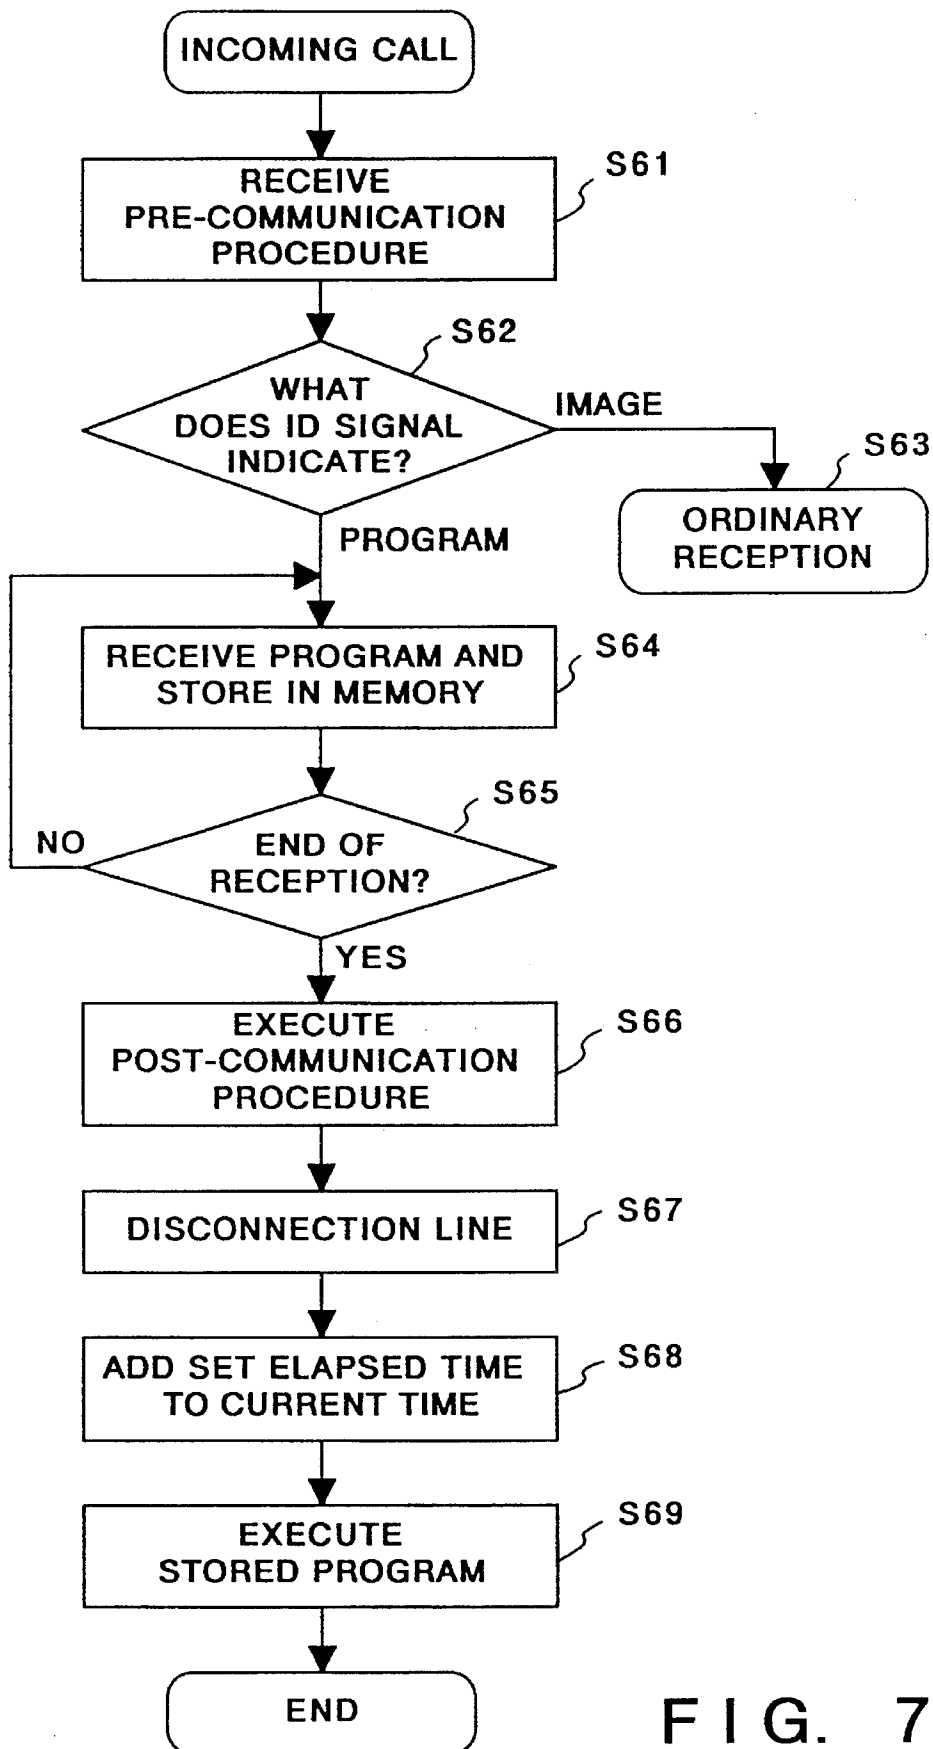 INCOMING CALL
S61
RECEIVE
PRE-COMMUNICATION
PROCEDURE
S62
WHAT
DOES ID SIGNAL
INDICATE?
IMAGE
S63
ORDINARY
RECEPTION
PROGRAM
S64
RECEIVE PROGRAM AND
STORE IN MEMORY
S65
NO
END OF
RECEPTION?
YES
S66
EXECUTE
POST-COMMUNICATION
PROCEDURE
S67
DISCONNECTION LINE
S68
ADD SET ELAPSED TIME
TO CURRENT TIME
S69
EXECUTE
STORED PROGRAM
END
FIG. 7